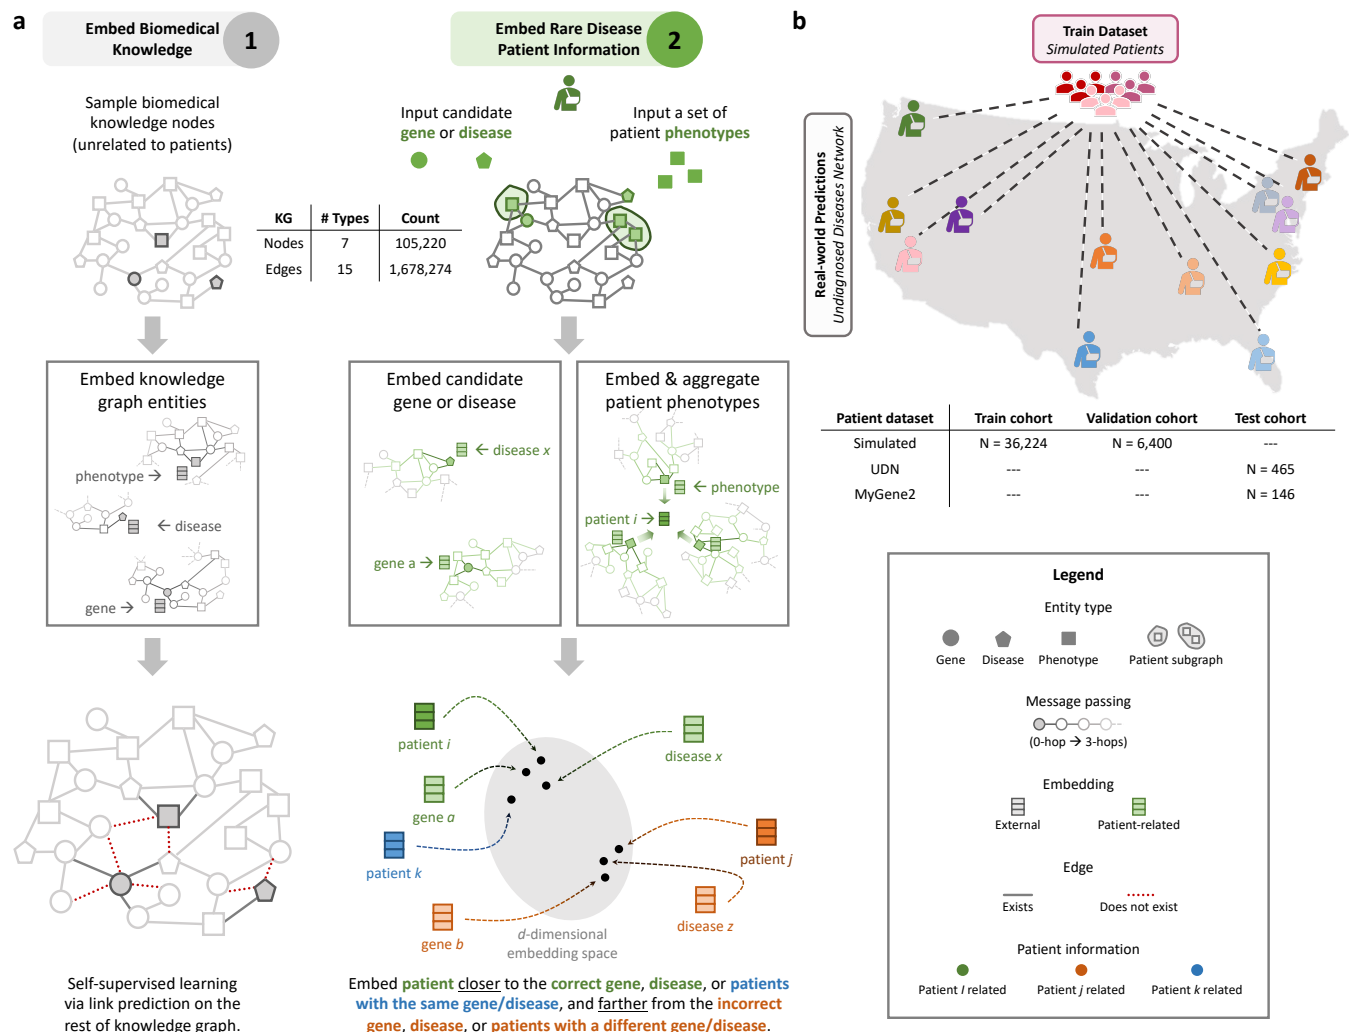 a
Embed Biomedical
Knowledge
1
Sample biomedical
knowledge nodes
(unrelated to patients)
KG # Types Count
Nodes 7 105,220
Edges 15 1,678,274
Embed Rare Disease
Patient Information
2
Input candidate
gene or disease
Input a set of
patient phenotypes
Embed knowledge
graph entities
phenotype →
← disease
gene →
Embed candidate
gene or disease
← disease x
gene a →
Embed & aggregate
patient phenotypes
← phenotype
patient i →
Self-supervised learning
via link prediction on the
rest of knowledge graph.
patient i
disease x
gene a
patient k
patient j
disease z
gene b
d-dimensional
embedding space
Embed patient closer to the correct gene, disease, or patients
with the same gene/disease, and farther from the incorrect
gene, disease, or patients with a different gene/disease.
b
Train Dataset
Simulated Patients
Real-world Predictions
Undiagnosed Diseases Network
Patient dataset Train cohort Validation cohort Test cohort
Simulated N = 36,224 N = 6,400 ---
UDN --- --- N = 465
MyGene2 --- --- N = 146
Legend
Entity type
Gene Disease Phenotype Patient subgraph
Message passing
(0-hop → 3-hops)
Embedding
External Patient-related
Edge
Exists Does not exist
Patient information
Patient I related Patient j related Patient k related